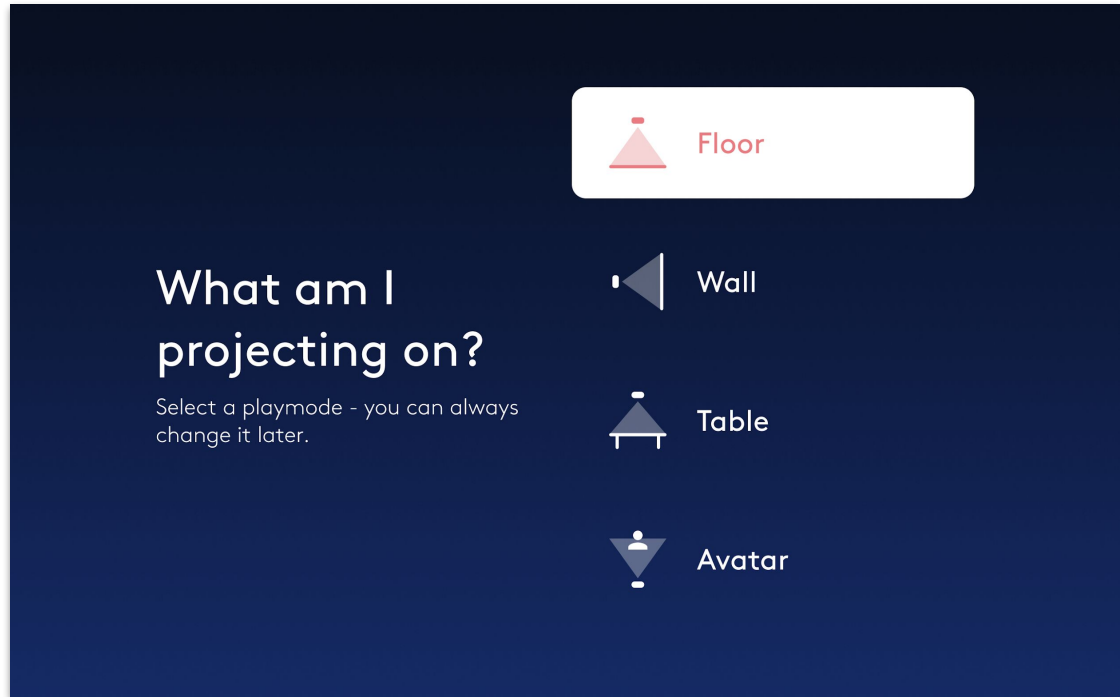 What am I
projecting on?
Select a playmode - you can always
change it later.
Floor
Wall
Table
Avatar